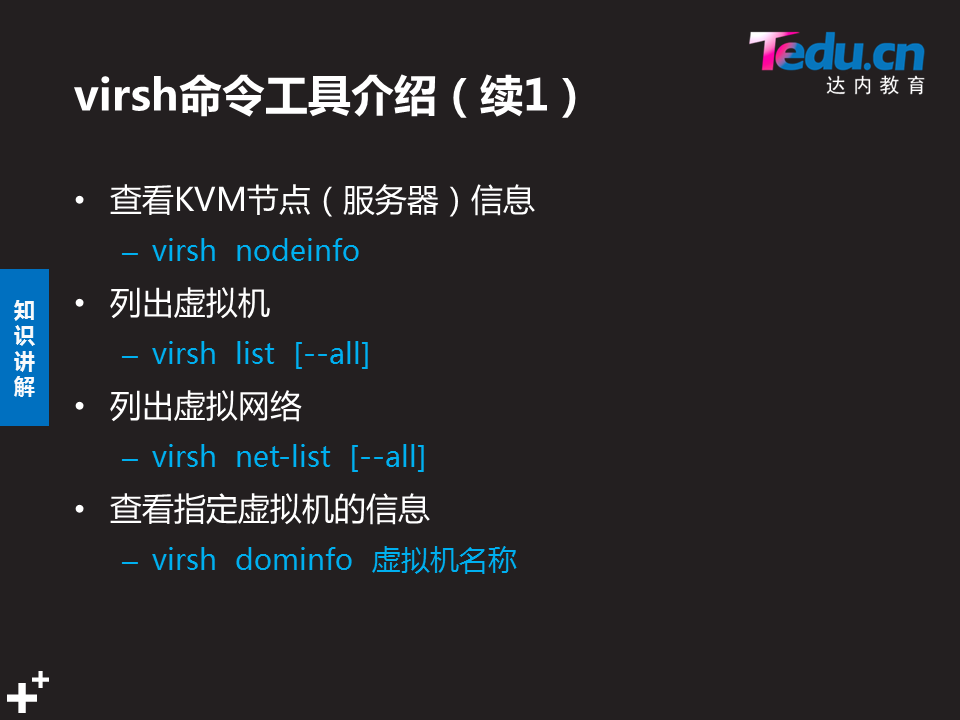 Tedu.cn
达内教育
virsh命令工具介绍（续1）
• 查看KVM节点（服务器）信息
– virsh nodeinfo
• 列出虚拟机
– virsh list [--all]
• 列出虚拟网络
– virsh net-list [--all]
• 查看指定虚拟机的信息
– virsh dominfo 虚拟机名称
知识讲解